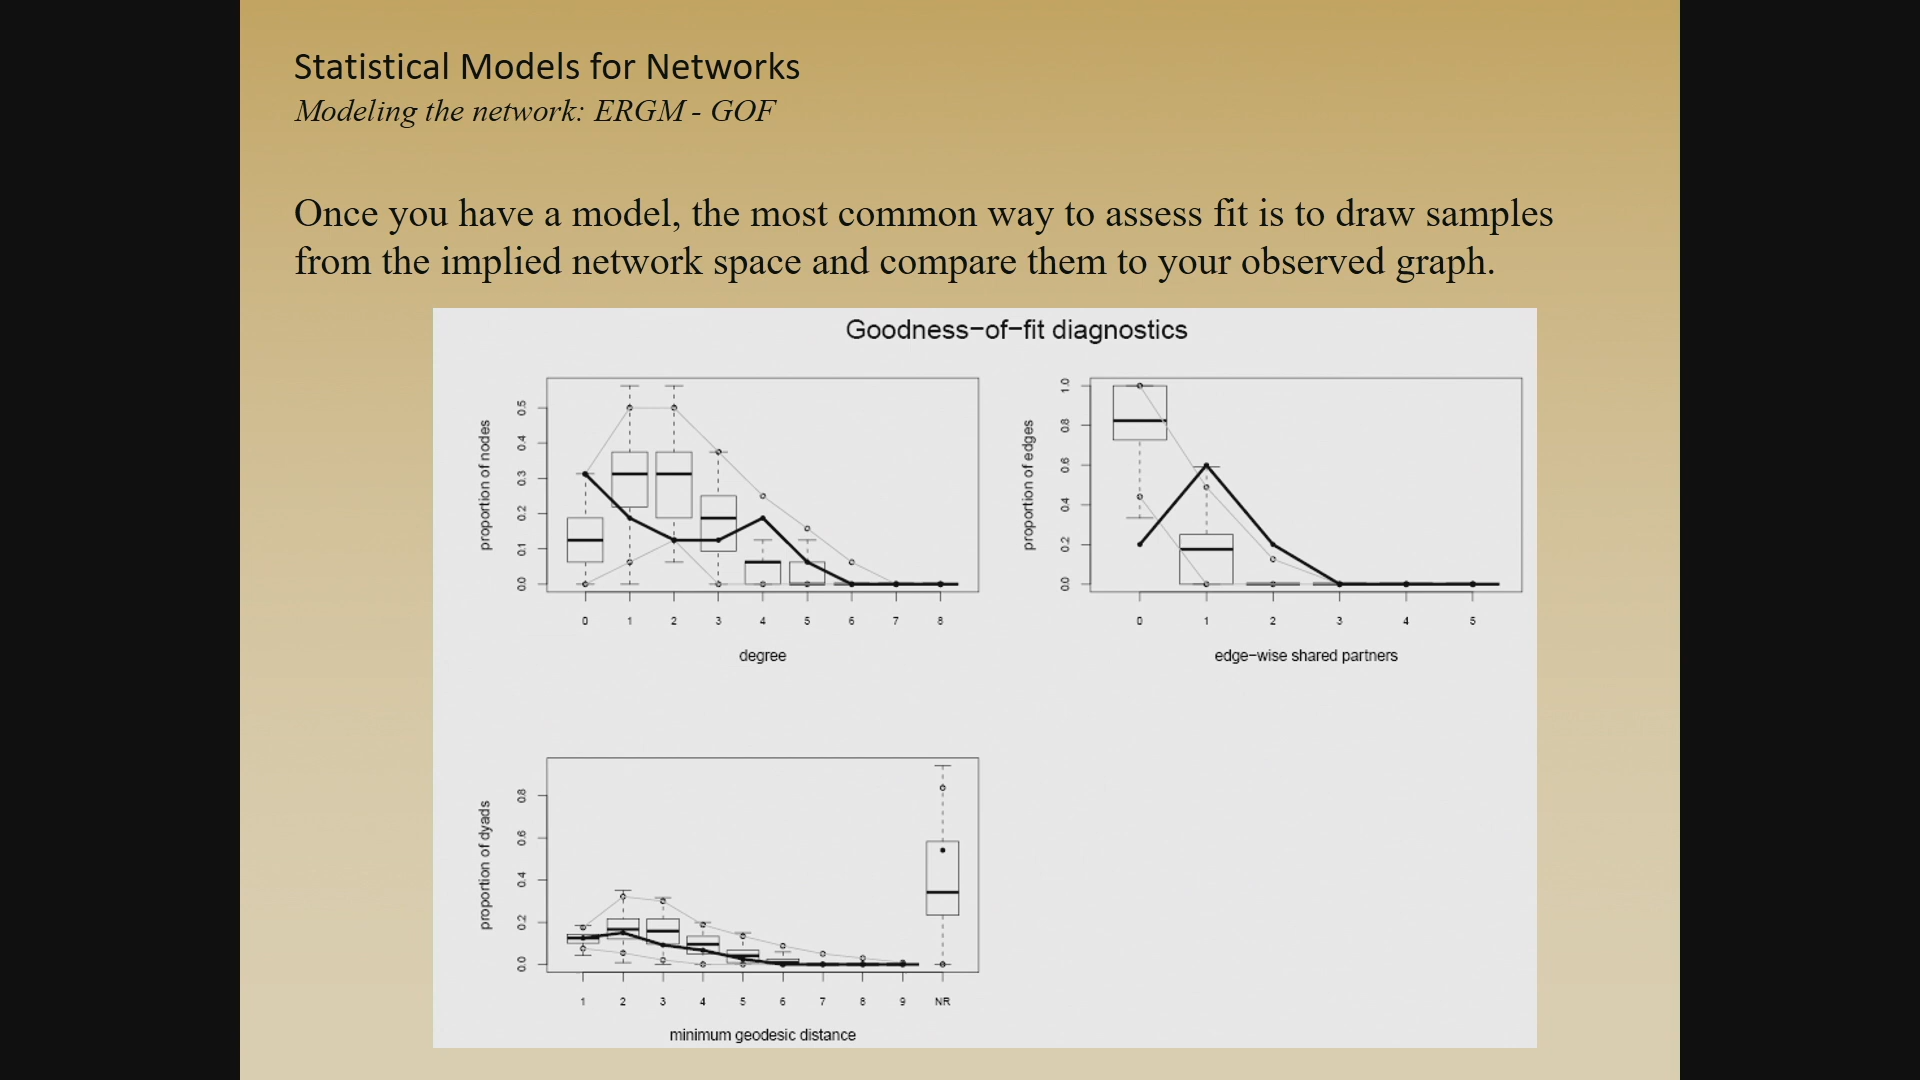 Statistical Models for Networks
Modeling the network: ERGM - GOF
Once you have a model, the most common way to assess fit is to draw samples
from the implied network space and compare them to your observed graph.
Goodness−of−fit diagnostics
proportion of nodes
0.5
0.4
0.3
0.2
0.1
0.0
0 1 2 3 4 5 6 7 8
degree
proportion of edges
1.0
0.8
0.6
0.4
0.2
0.0
0 1 2 3 4 5
edge−wise shared partners
proportion of dyads
0.8
0.6
0.4
0.2
0.0
1 2 3 4 5 6 7 8 9 NR
minimum geodesic distance